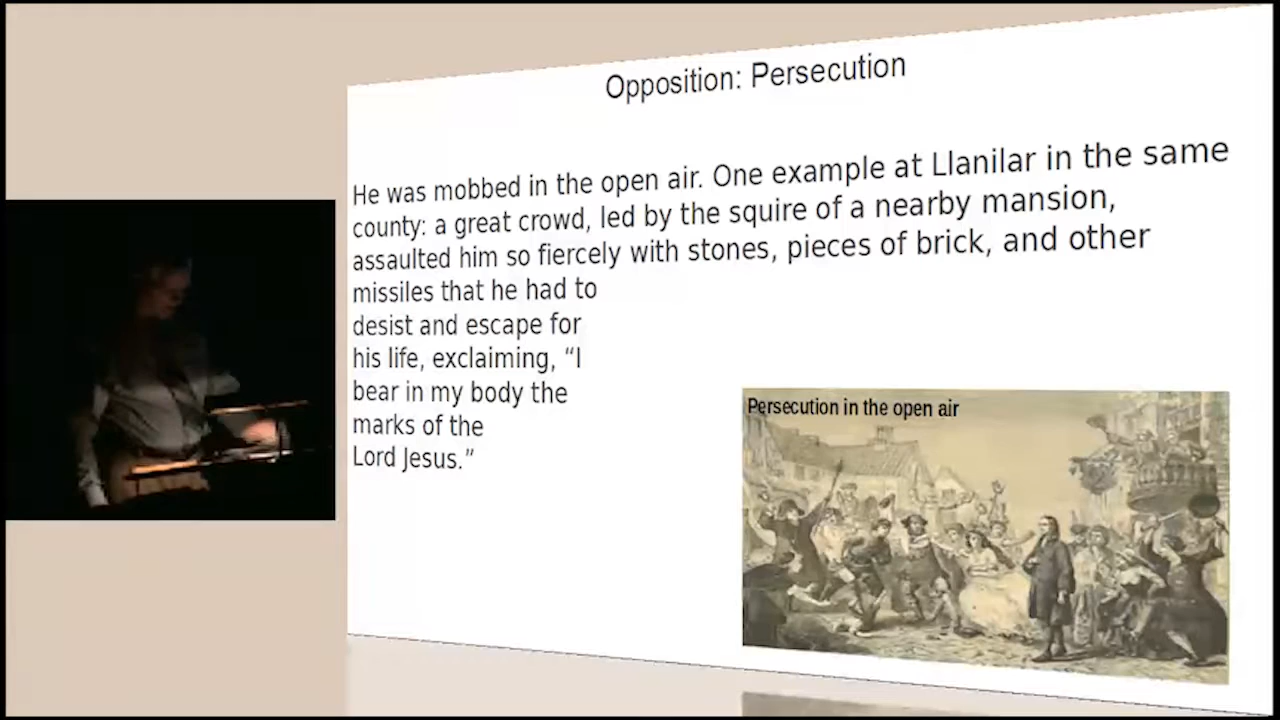 Opposition: Persecution
He was mobbed in the open air. One example at Llanilar in the same
county: a great crowd, led by the squire of a nearby mansion,
assaulted him so fiercely with stones, pieces of brick, and other
missiles that he had to
desist and escape for
his life, exclaiming, “I
bear in my body the
marks of the
Lord Jesus.”
Persecution in the open air